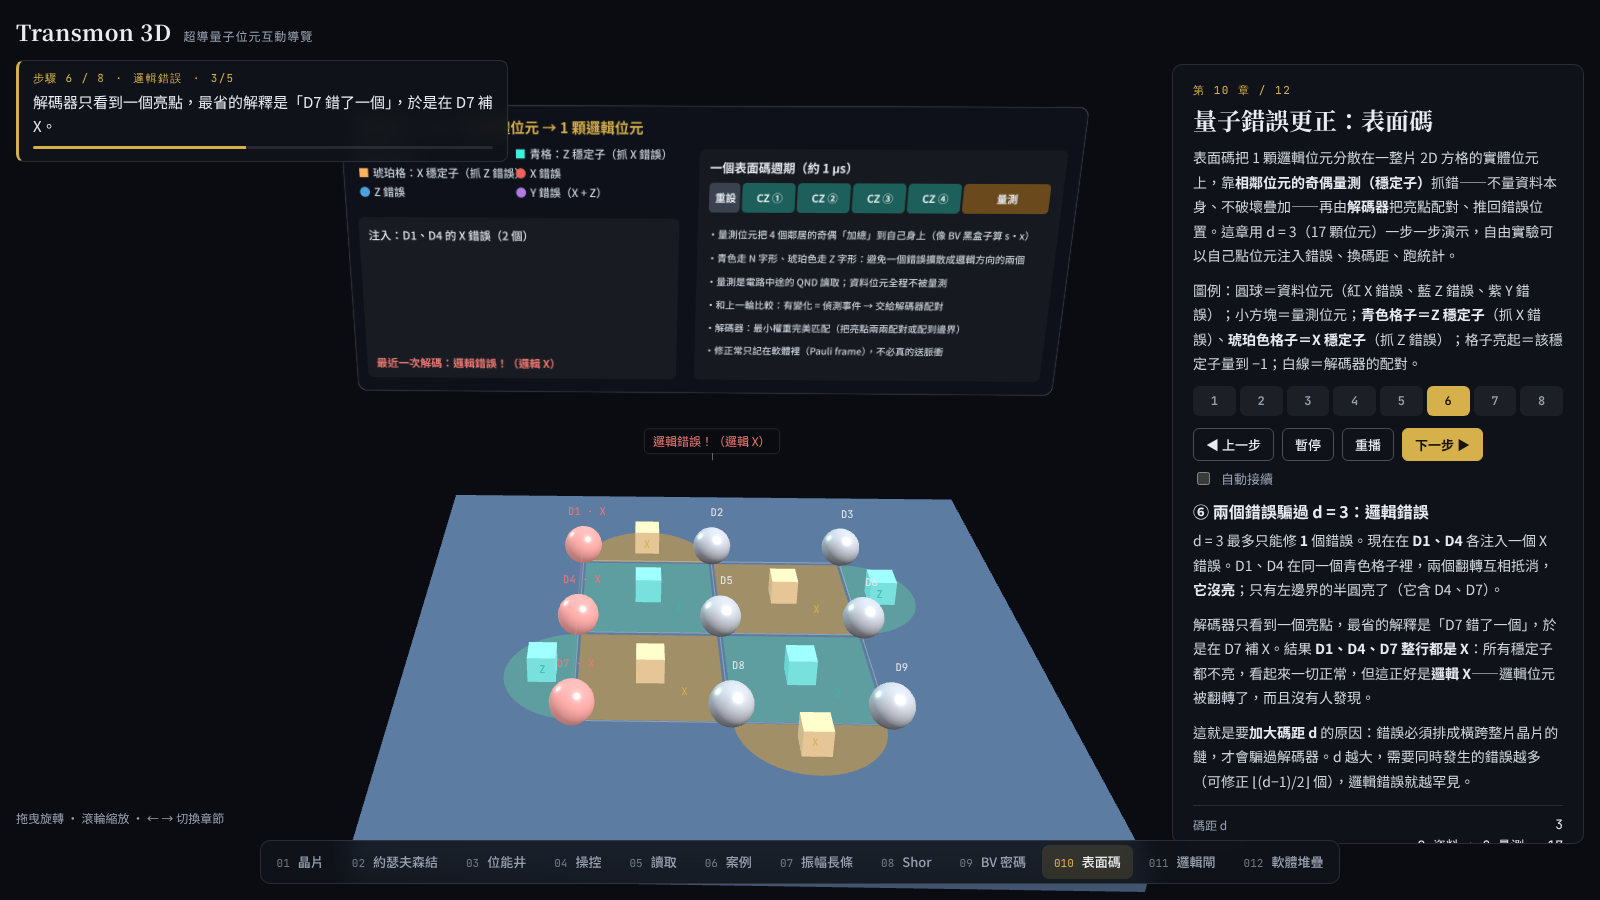 Transmon 3D 超導量子位元互動導覽
步驟 6 / 8 · 邏輯錯誤 · 3/5
解碼器只看到一個亮點，最省的解釋是「D7 錯了一個」，於是在 D7 補
X。
位元 → 1 顆邏輯位元
青格：Z 穩定子（抓 X 錯誤）
琥珀格：X 穩定子（抓 Z 錯誤）
X 錯誤
Z 錯誤
Y 錯誤（X + Z）
注入：D1、D4 的 X 錯誤（2 個）
最近一次解碼：邏輯錯誤！（邏輯 X）
一個表面碼週期（約 1 μs）
重設 CZ ① CZ ② CZ ③ CZ ④ 量測
・量測位元把 4 個鄰居的奇偶「加總」到自己身上（像 BV 黑盒子算 s・x）
・青色走 N 字形、琥珀色走 Z 字形：避免一個錯誤擴散成邏輯方向的兩個
・量測是電路中途的 QND 讀取；資料位元全程不被量測
・和上一輪比較：有變化 = 偵測事件 → 交給解碼器配對
・解碼器：最小權重完美匹配（把亮點兩兩配對或配到邊界）
・修正常只記在軟體裡（Pauli frame），不必真的送脈衝
邏輯錯誤！（邏輯 X）
D1 · X
D2
D3
X
D4 · X
D5
D6
Z
X
Z
D7 · X
D8
D9
X
X
第 10 章 / 12
量子錯誤更正：表面碼
表面碼把 1 顆邏輯位元分散在一整片 2D 方格的實體位元
上，靠相鄰位元的奇偶量測（穩定子）抓錯——不量資料本
身、不破壞疊加——再由解碼器把亮點配對、推回錯誤位
置。這章用 d = 3（17 顆位元）一步一步演示，自由實驗可
以自己點位元注入錯誤、換碼距、跑統計。
圖例：圓球＝資料位元（紅 X 錯誤、藍 Z 錯誤、紫 Y 錯
誤）；小方塊＝量測位元；青色格子＝Z 穩定子（抓 X 錯
誤）、琥珀色格子＝X 穩定子（抓 Z 錯誤）；格子亮起＝該穩
定子量到 −1；白線＝解碼器的配對。
1 2 3 4 5 6 7 8
◀ 上一步 暫停 重播 下一步 ▶
自動接續
⑥ 兩個錯誤騙過 d = 3：邏輯錯誤
d = 3 最多只能修 1 個錯誤。現在在 D1、D4 各注入一個 X
錯誤。D1、D4 在同一個青色格子裡，兩個翻轉互相抵消，
它沒亮；只有左邊界的半圓亮了（它含 D4、D7）。
解碼器只看到一個亮點，最省的解釋是「D7 錯了一個」，於
是在 D7 補 X。結果 D1、D4、D7 整行都是 X：所有穩定子
都不亮，看起來一切正常，但這正好是邏輯 X——邏輯位元
被翻轉了，而且沒有人發現。
這就是要加大碼距 d 的原因：錯誤必須排成橫跨整片晶片的
鏈，才會騙過解碼器。d 越大，需要同時發生的錯誤越多
（可修正 ⌊(d−1)/2⌋ 個），邏輯錯誤就越罕見。
碼距 d 3
拖曳旋轉 · 滾輪縮放 · ← → 切換章節
01 晶片 02 約瑟夫森結 03 位能井 04 操控 05 讀取 06 案例 07 振幅長條 08 Shor 09 BV 密碼 010 表面碼 011 邏輯閘 012 軟體堆疊